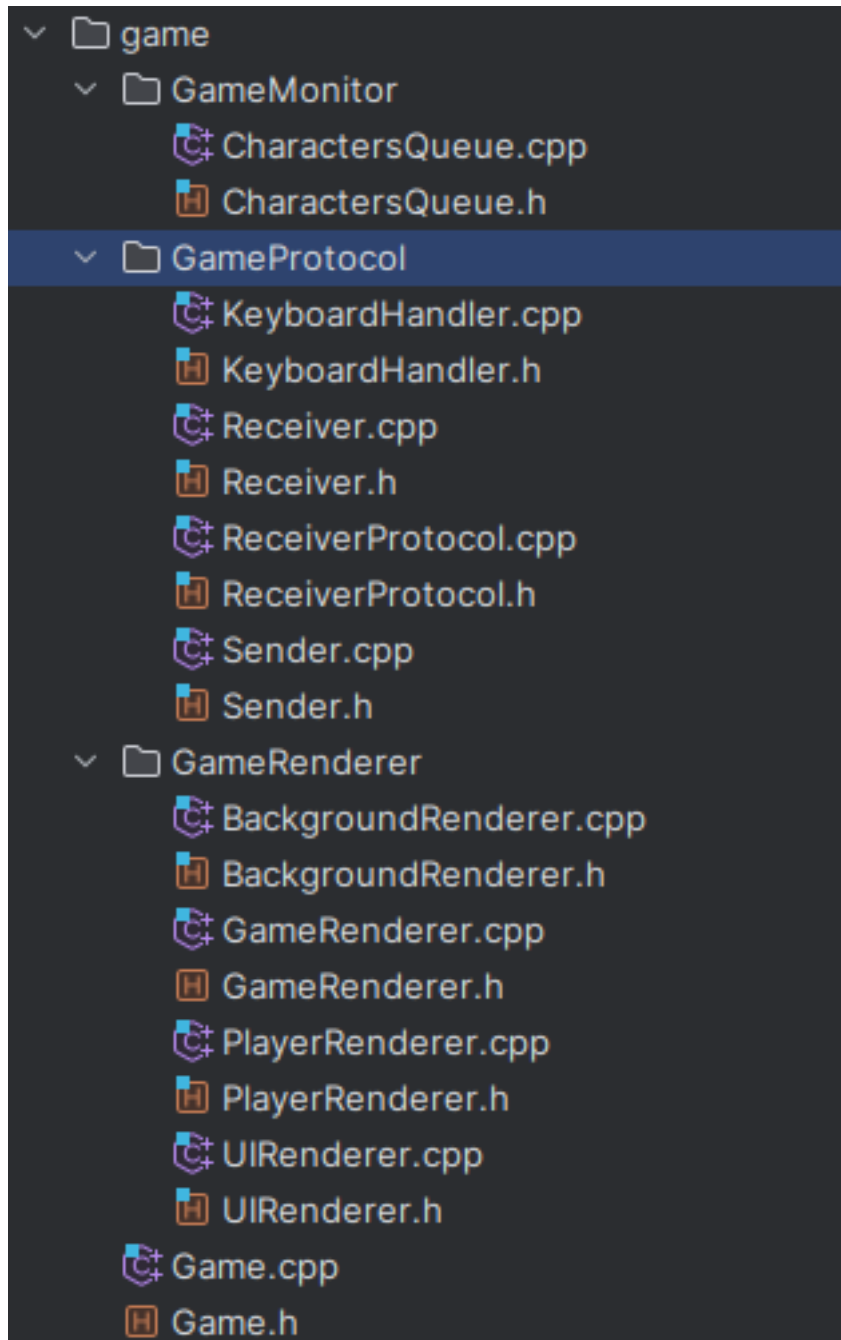 game
GameMonitor
CharactersQueue.cpp
CharactersQueue.h
GameProtocol
KeyboardHandler.cpp
KeyboardHandler.h
Receiver.cpp
Receiver.h
ReceiverProtocol.cpp
ReceiverProtocol.h
Sender.cpp
Sender.h
GameRenderer
BackgroundRenderer.cpp
BackgroundRenderer.h
GameRenderer.cpp
GameRenderer.h
PlayerRenderer.cpp
PlayerRenderer.h
UIRenderer.cpp
UIRenderer.h
Game.cpp
Game.h